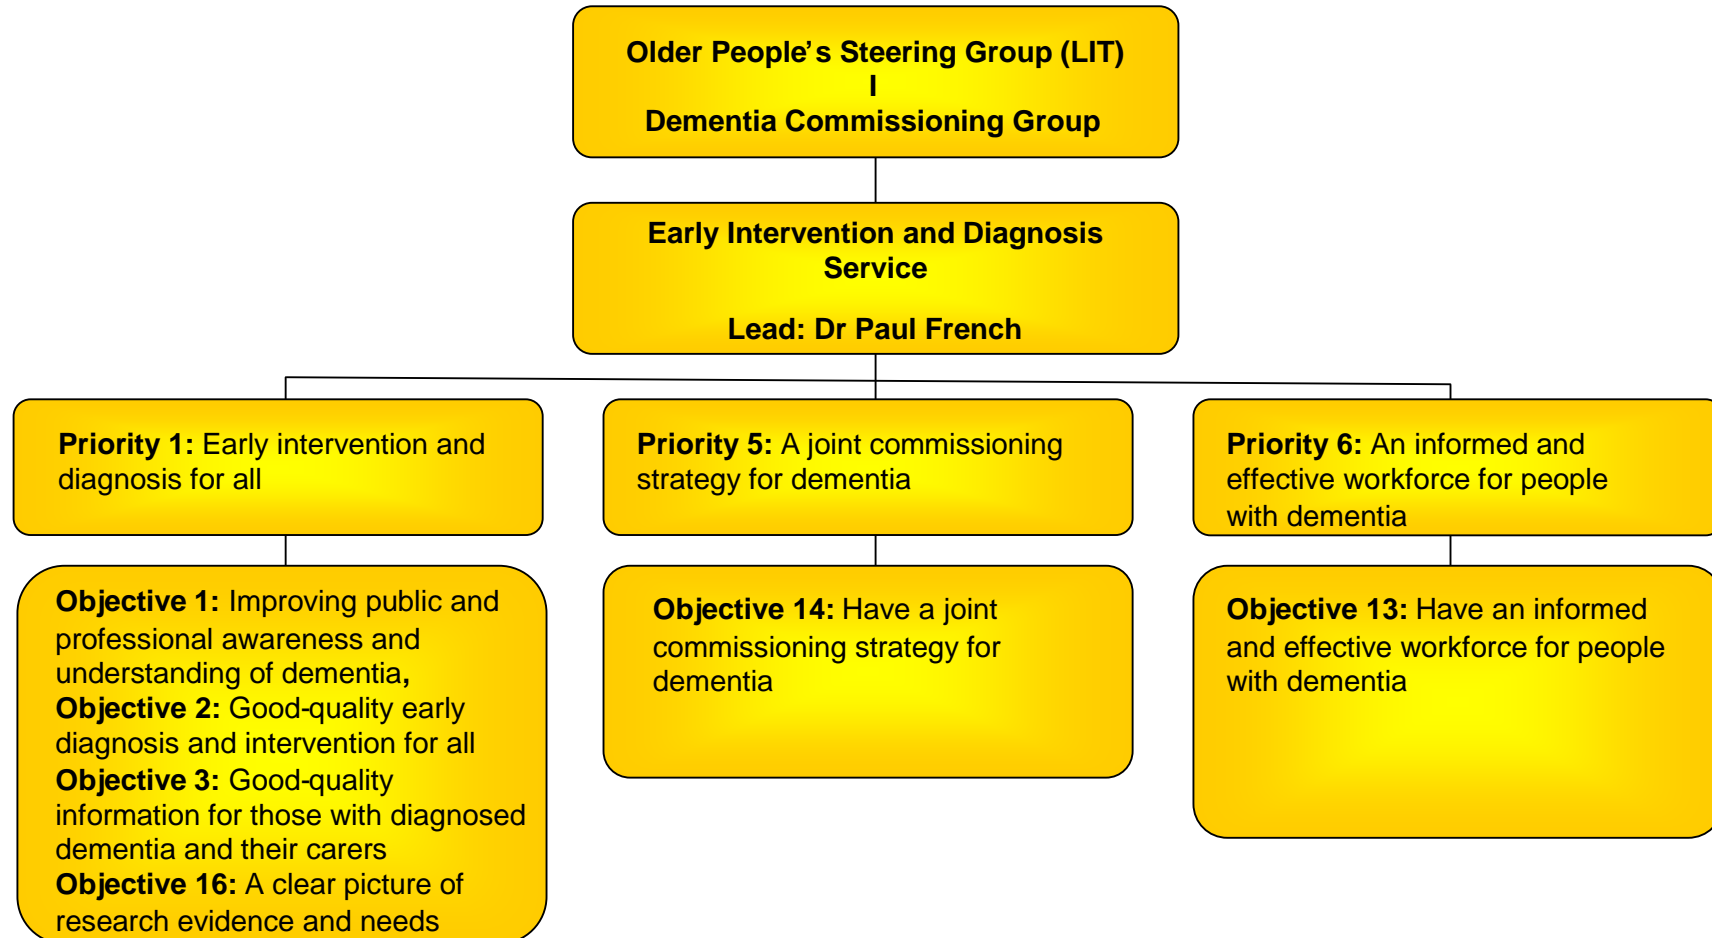 Older People's Steering Group (LIT)
I
Dementia Commissioning Group
Early Intervention and Diagnosis
Service
Lead: Dr Paul French
Priority 1: Early intervention and
diagnosis for all
Priority 5: A joint commissioning
strategy for dementia
Priority 6: An informed and
effective workforce for people
with dementia
Objective 1: Improving public and
professional awareness and
understanding of dementia,
Objective 2: Good-quality early
diagnosis and intervention for all
Objective 3: Good-quality
information for those with diagnosed
dementia and their carers
Objective 16: A clear picture of
research evidence and needs
Objective 14: Have a joint
commissioning strategy for
dementia
Objective 13: Have an informed
and effective workforce for people
with dementia